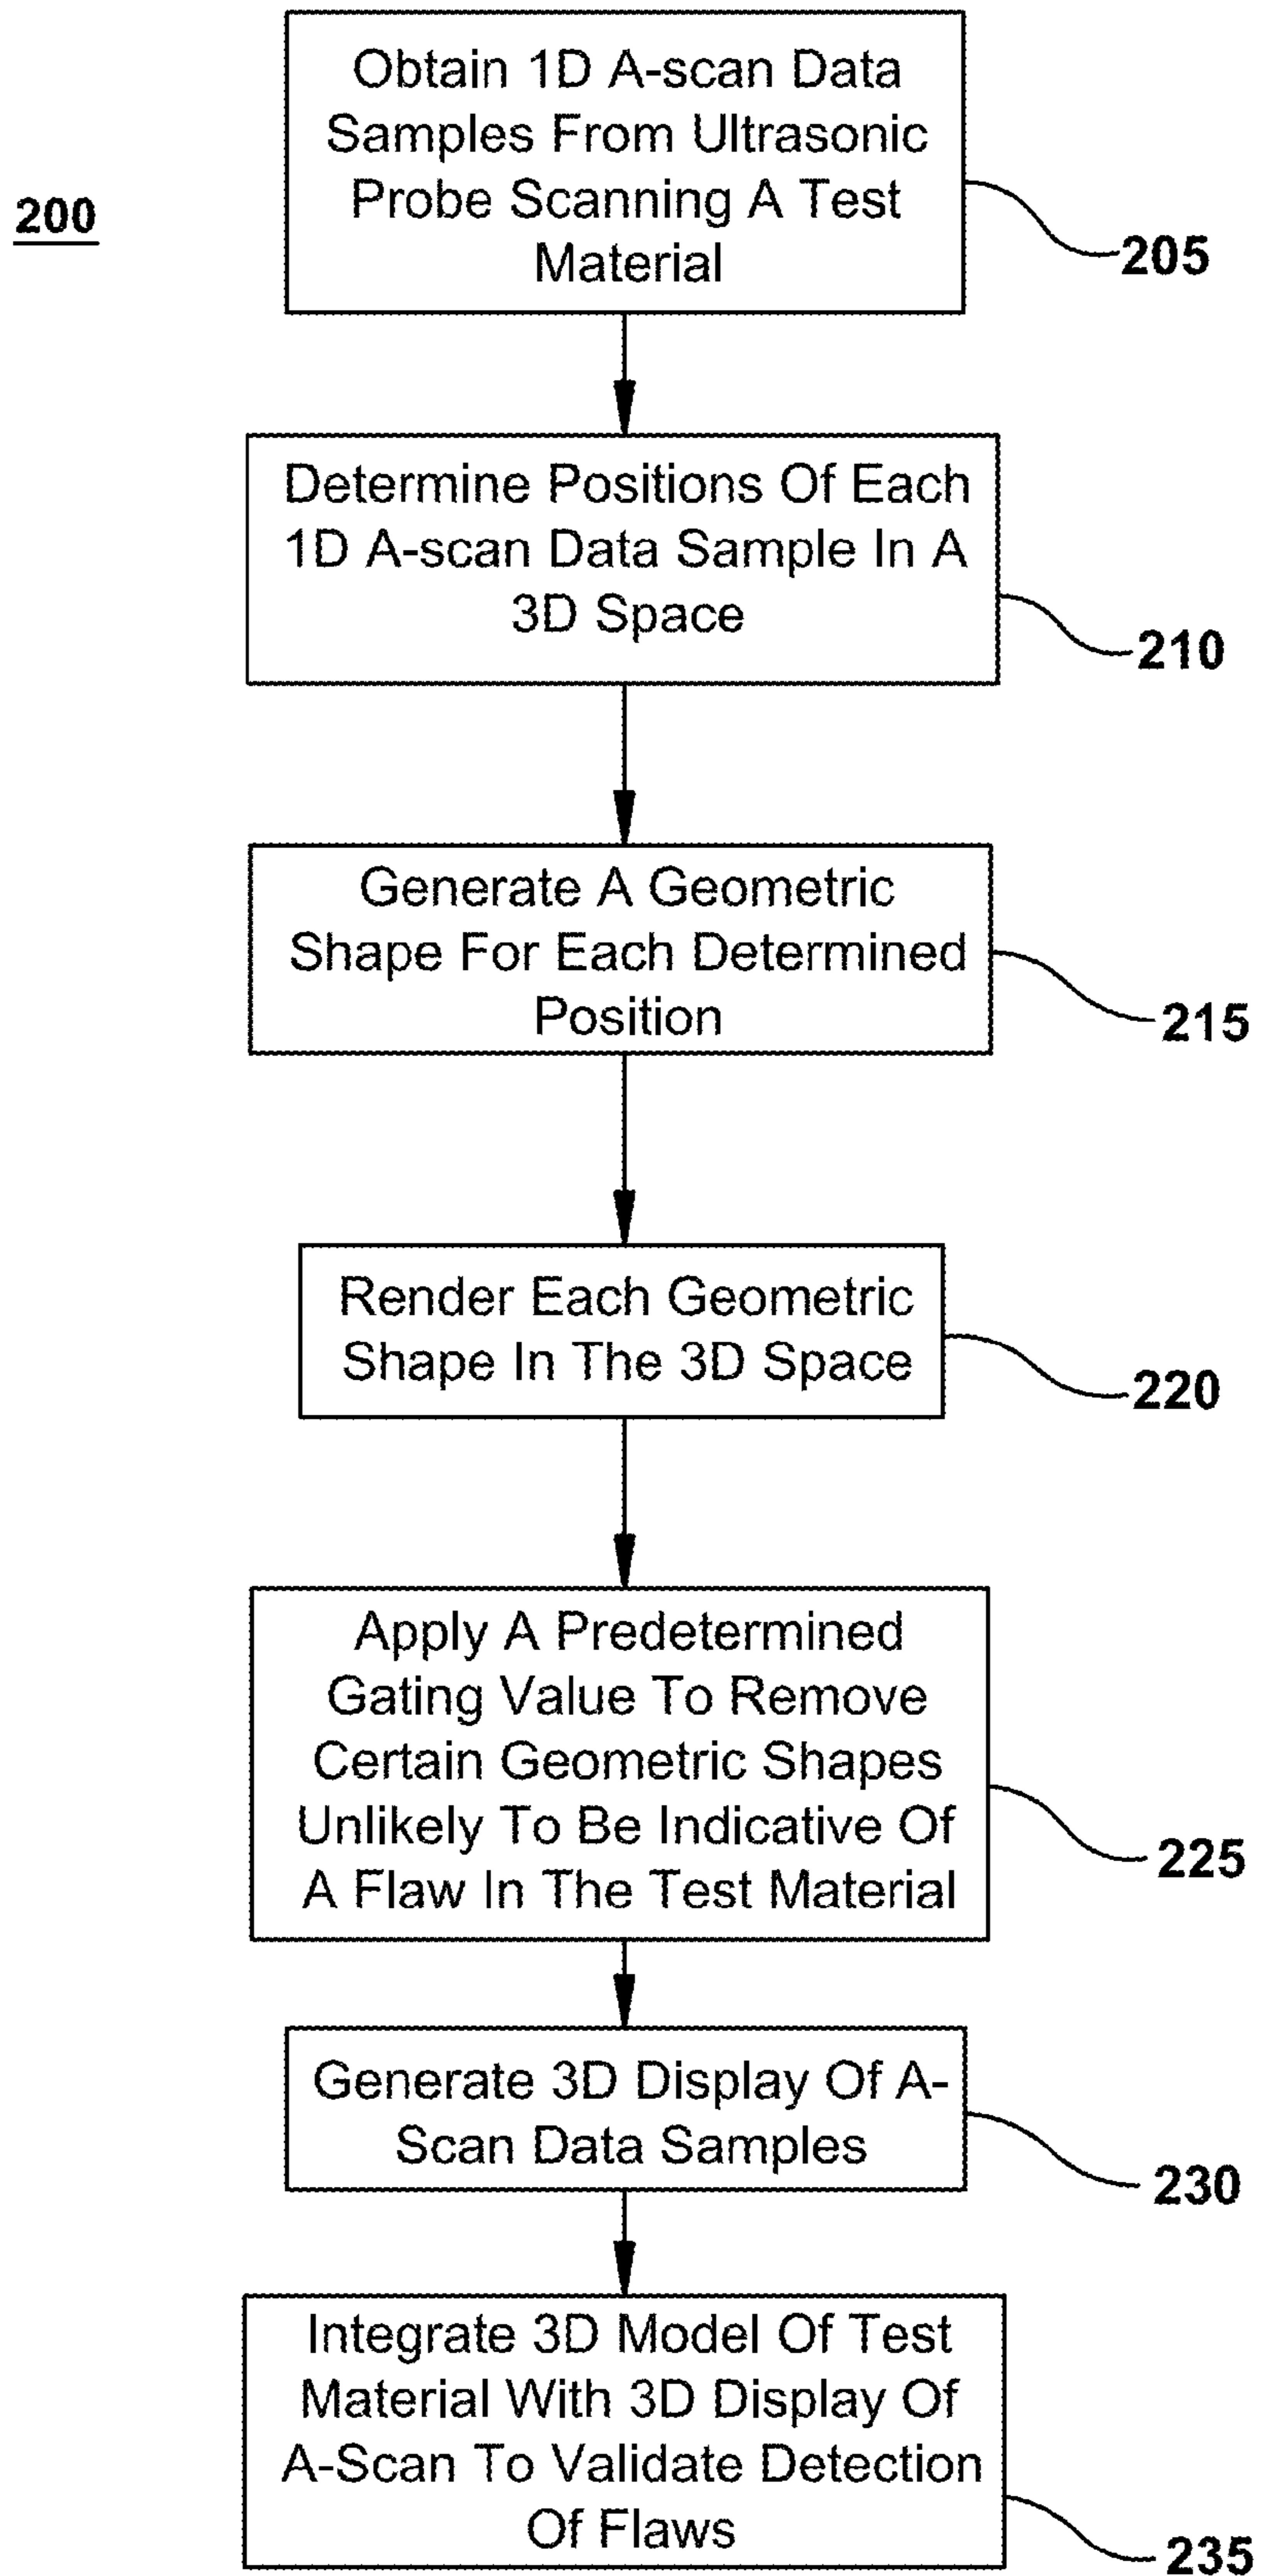 200
Obtain 1D A-scan Data
Samples From Ultrasonic
Probe Scanning A Test
Material
205
Determine Positions Of Each
1D A-scan Data Sample In A
3D Space
210
Generate A Geometric
Shape For Each Determined
Position
215
Render Each Geometric
Shape In The 3D Space
220
Apply A Predetermined
Gating Value To Remove
Certain Geometric Shapes
Unlikely To Be Indicative Of
A Flaw In The Test Material
225
Generate 3D Display Of A-
Scan Data Samples
230
Integrate 3D Model Of Test
Material With 3D Display Of
A-Scan To Validate Detection
Of Flaws
235